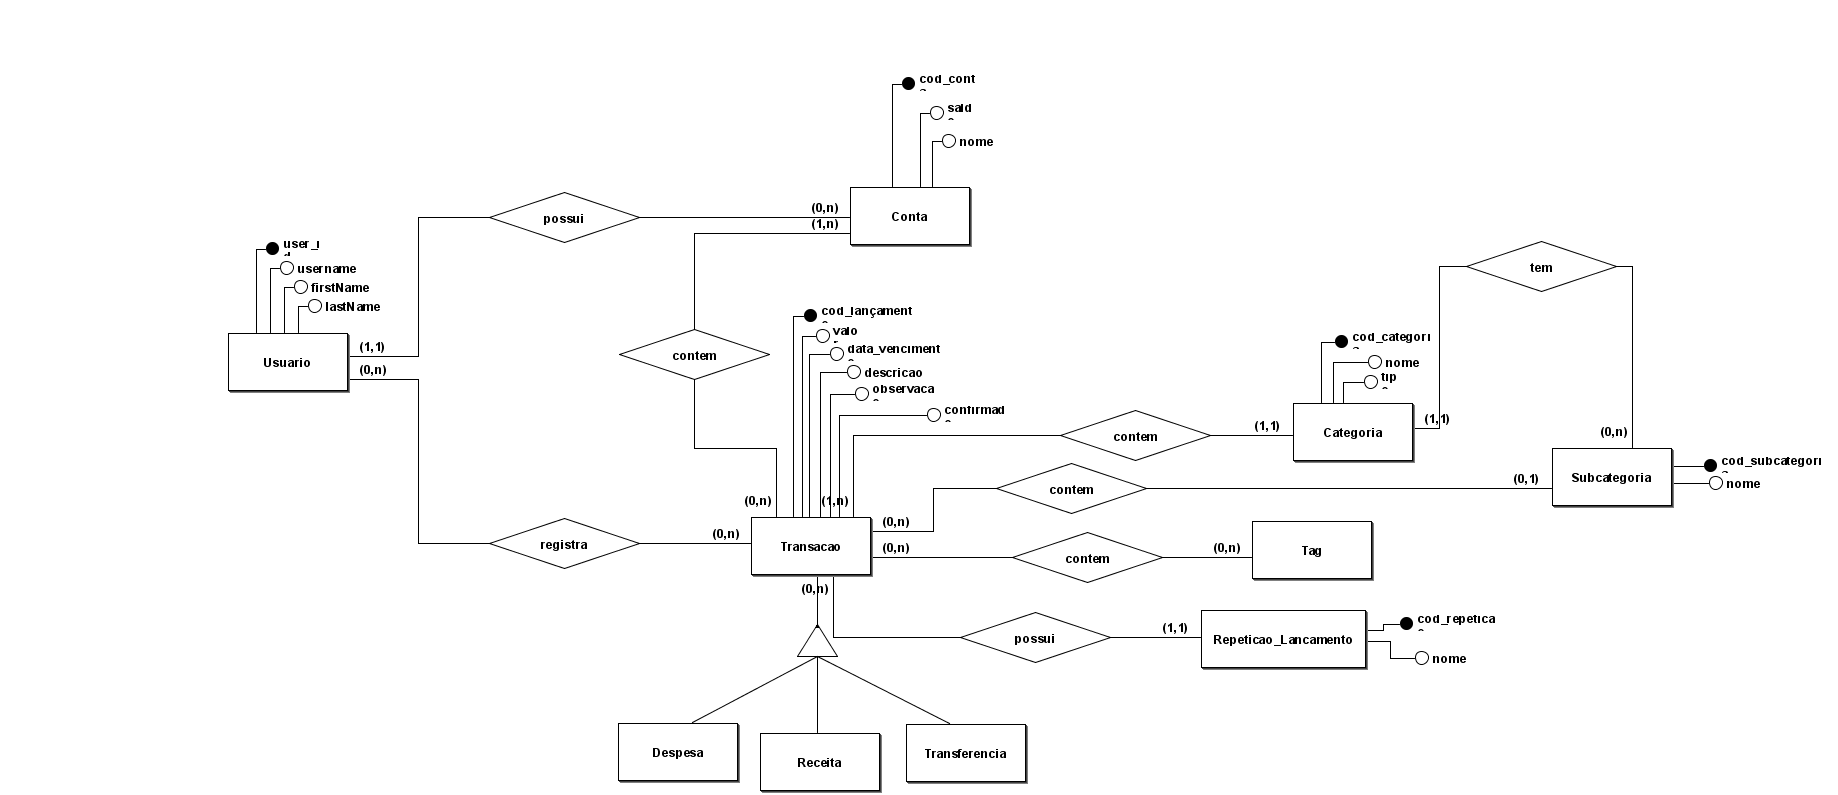 cod_cont
sald
nome
Conta
(0,n)
(1,n)
possui
user_i
d
username
firstName
lastName
Usuario
(1,1)
(0,n)
contem
cod_lançament
valo
r
data_veniciment
descricao
observaca
confirmad
tem
cod_categori
nome
tip
Categoria
(1,1)
(0,n)
contem
(1,1)
Subcategoria
cod_subcategori
nome
contem
(0,1)
(0,n)
(1,n)
(0,n)
registra
(0,n)
Transacao
(0,n)
contem
(0,n)
Tag
(0,n)
possui
(1,1)
Repeticao_Lancamento
cod_repetica
nome
Despesa
Receita
Transferencia